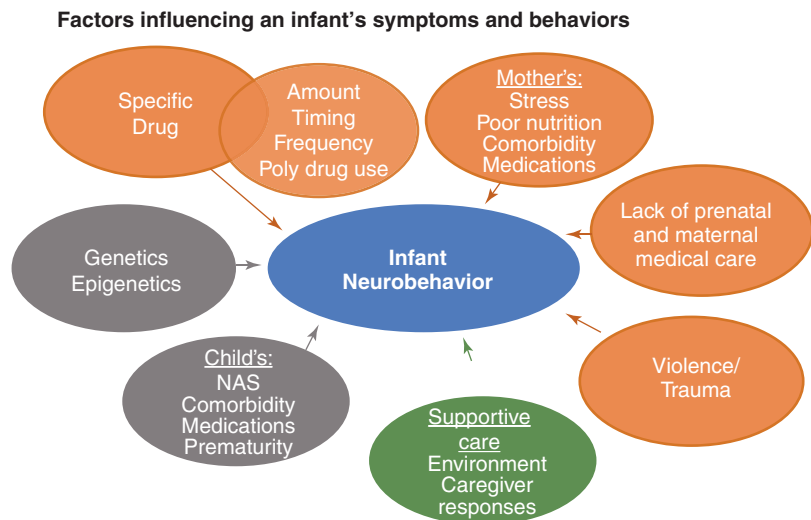 Factors influencing an infant's symptoms and behaviors
Specific
Drug
Amount
Timing
Frequency
Poly drug use
Mother's:
Stress
Poor nutrition
Comorbidity
Medications
Lack of prenatal
and maternal
medical care
Genetics
Epigenetics
Infant
Neurobehavior
Child's:
NAS
Comorbidity
Medications
Prematurity
Violence/
Trauma
Supportive
care
Environment
Caregiver
responses